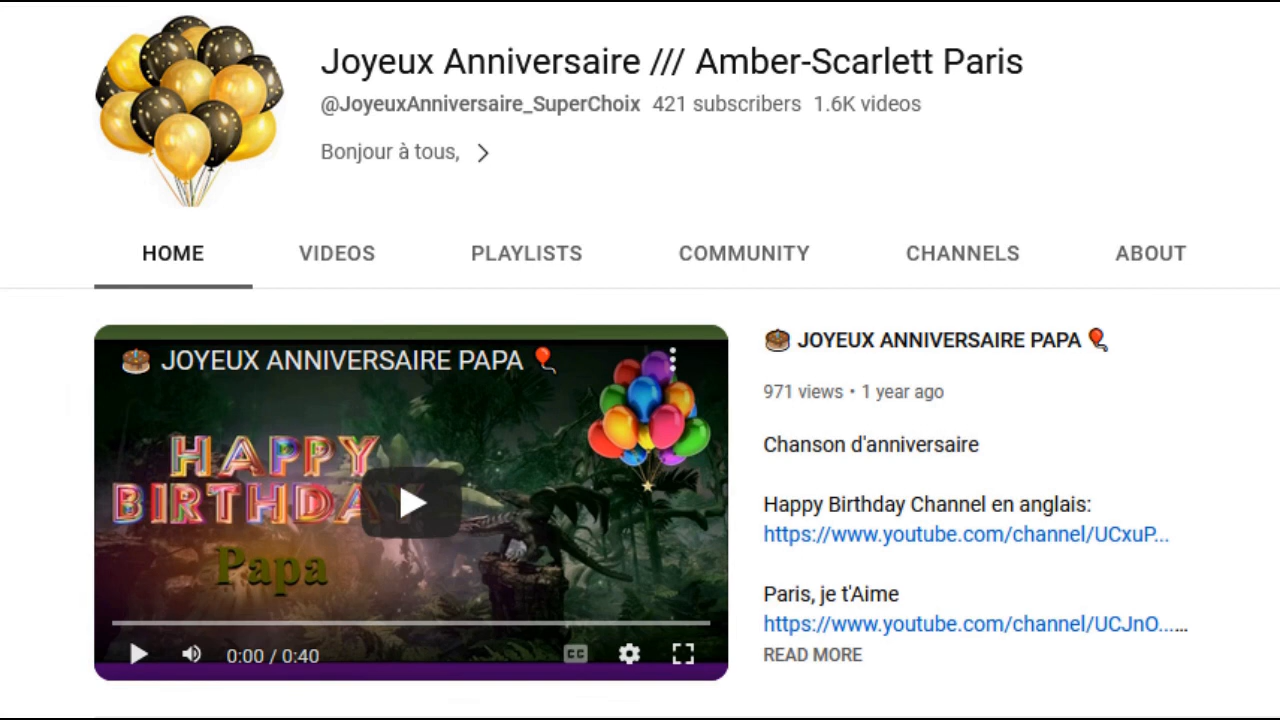 Joyeux Anniversaire /// Amber-Scarlett Paris
@JoyeuxAnniversaire_SuperChoix 421 subscribers 1.6K videos
Bonjour à tous,
HOME VIDEOS PLAYLISTS COMMUNITY CHANNELS ABOUT
JOYEUX ANNIVERSAIRE PAPA
HAPPY
BIRTHDAY
Papa
0:00 / 0:40
CC
JOYEUX ANNIVERSAIRE PAPA
971 views • 1 year ago
Chanson d'anniversaire
Happy Birthday Channel en anglais:
https://www.youtube.com/channel/UCxuP...
Paris, je t'Aime
https://www.youtube.com/channel/UCJnO......
READ MORE